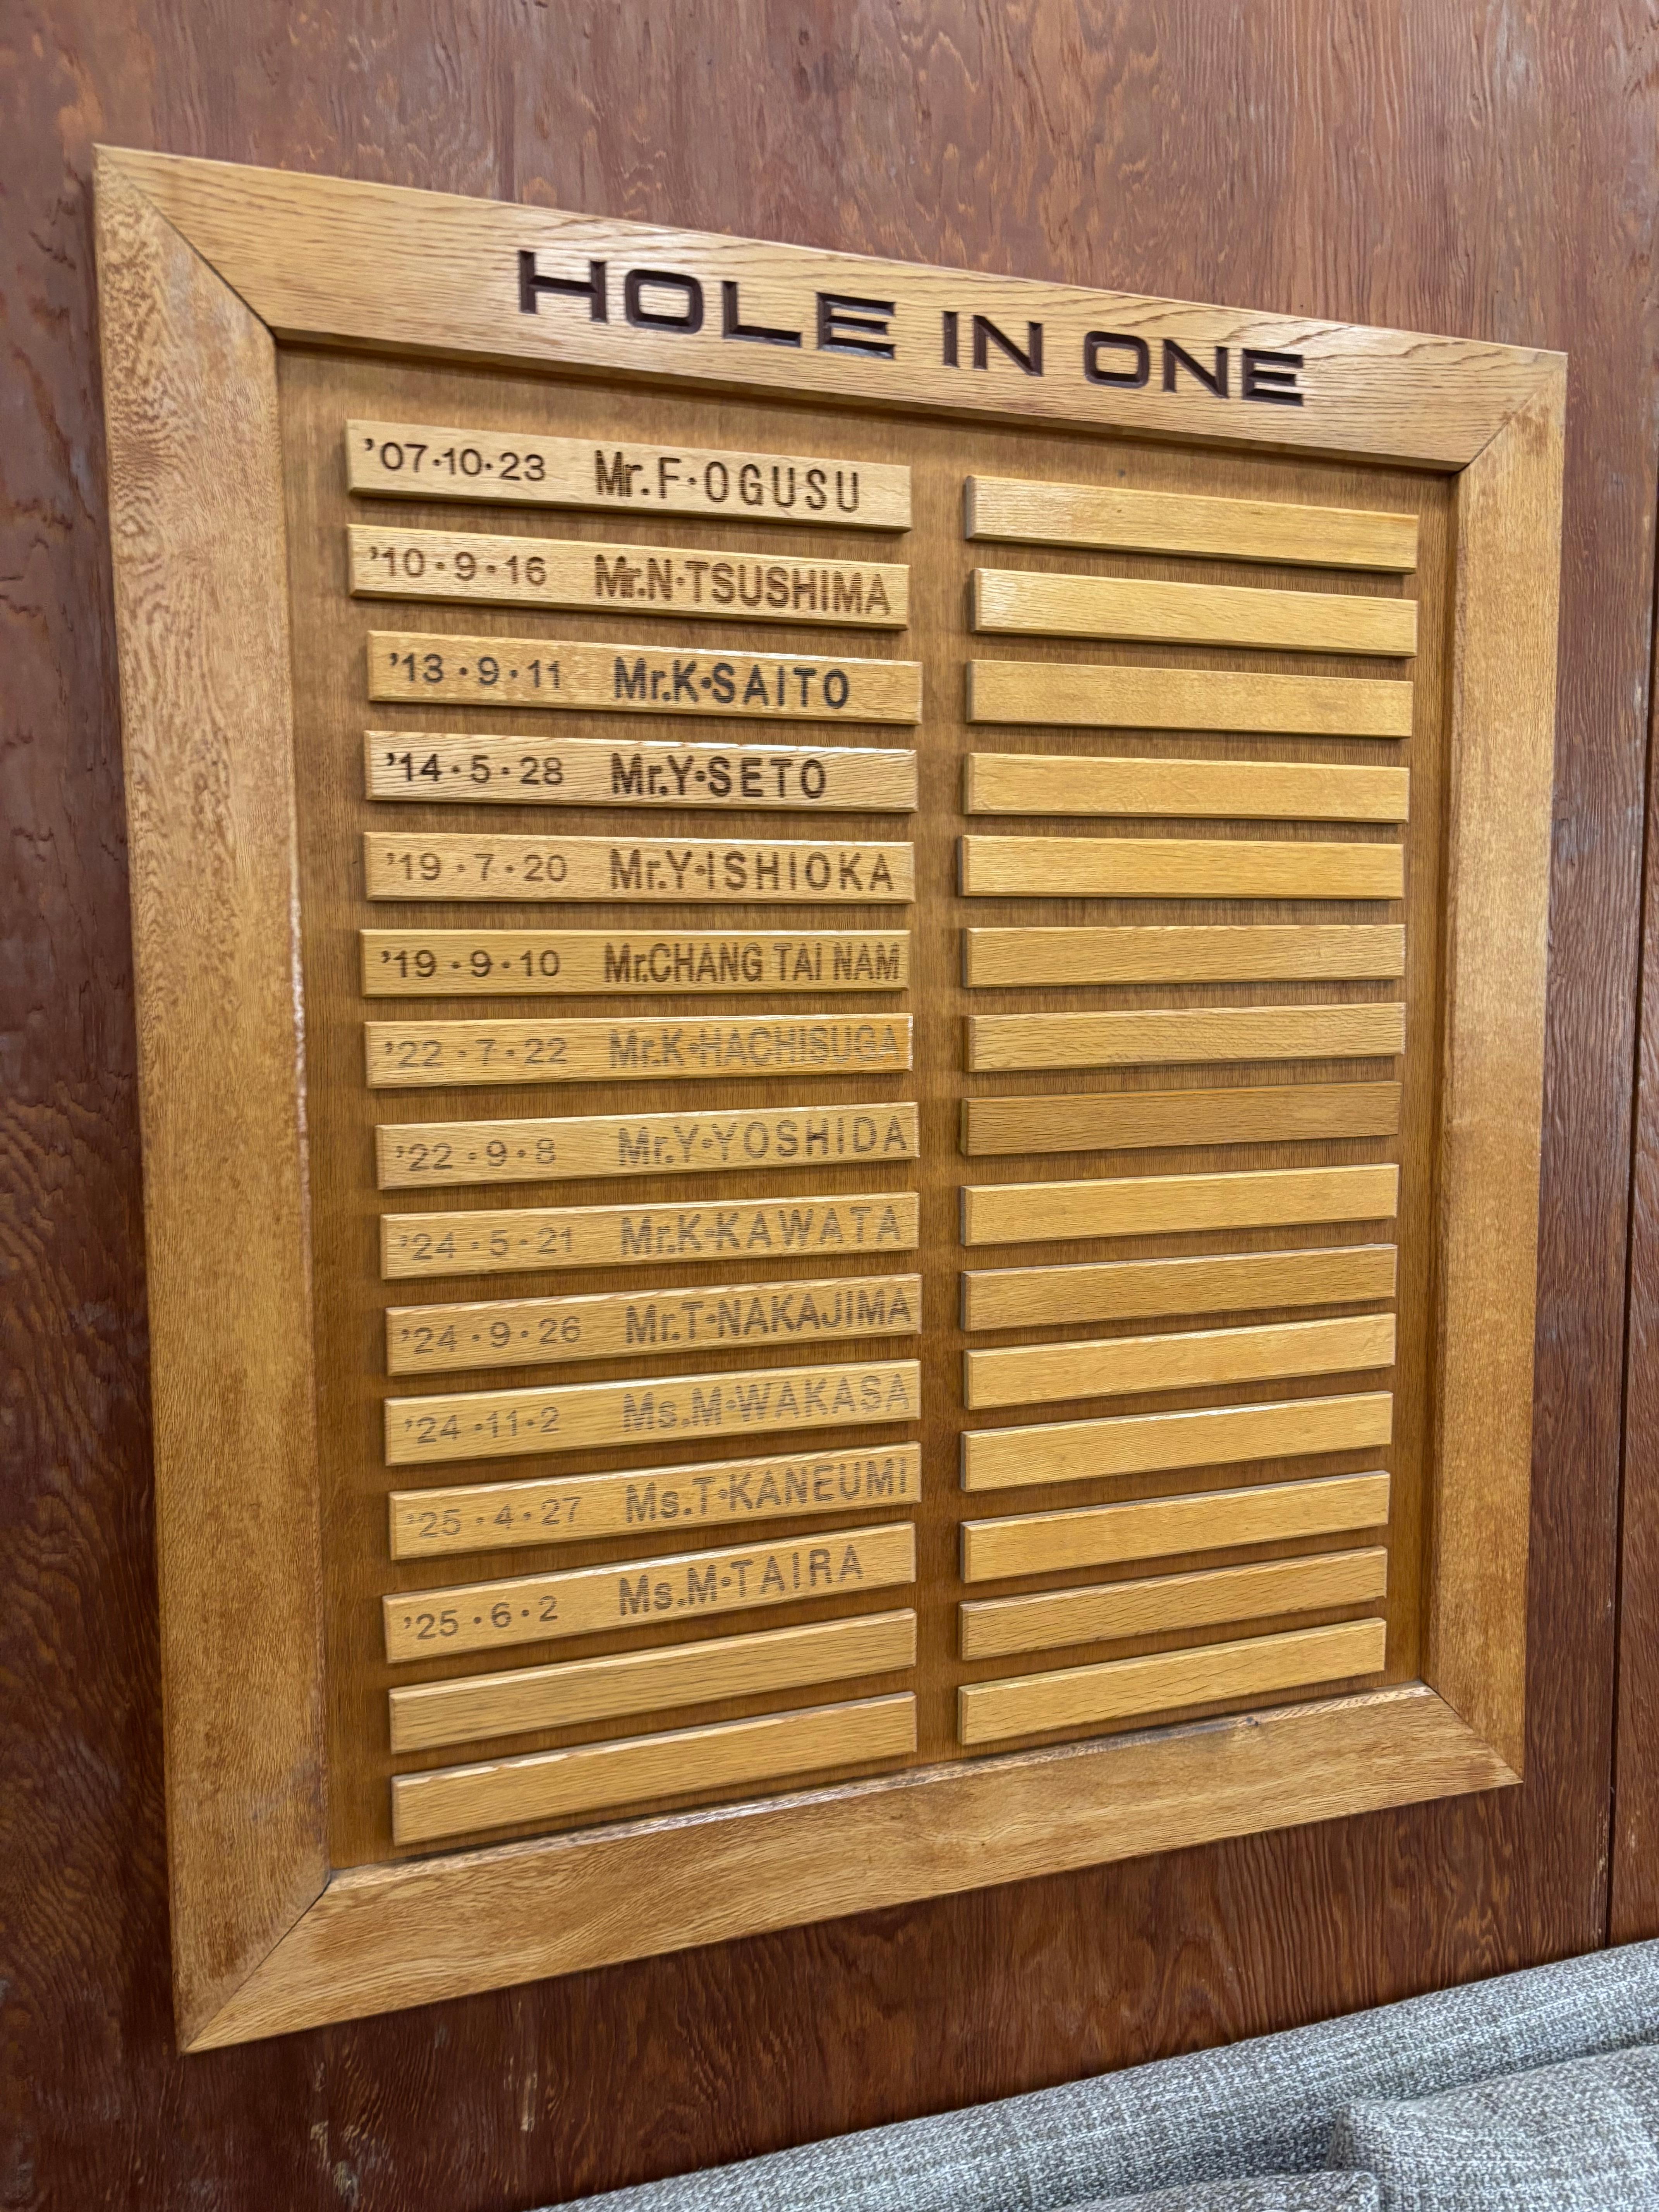 HOLE IN ONE
'07・10・23 Mr.F・OGUSU
'10・9・16 Mr.N・TSUSHIMA
'13・9・11 Mr.K・SAITO
'14・5・28 Mr.Y・SETO
'19・7・20 Mr.Y・ISHIOKA
'19・9・10 Mr.CHANG TAI NAM
'22・7・22 Mr.K・HACHISUGA
'22・9・8 Mr.Y・YOSHIDA
'24・5・21 Mr.K・KAWATA
'24・9・26 Mr.T・NAKAJIMA
'24・11・2 Ms.M・WAKASA
'25・4・27 Ms.T・KANEUMI
'25・6・2 Ms.M・TAIRA